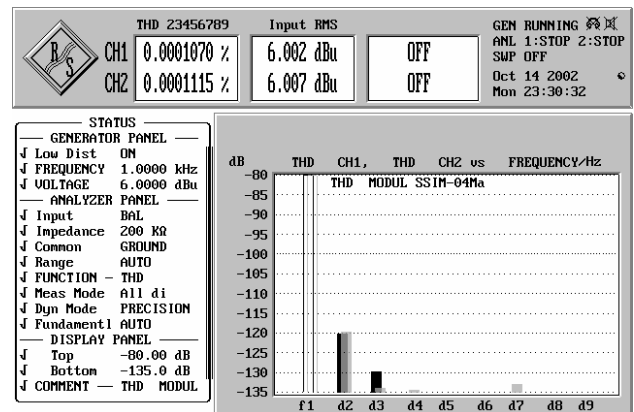 THD 23456789 Input RMS
R S
CH1 0.0001070 % 6.002 dBu OFF
CH2 0.0001115 % 6.007 dBu OFF
GEN RUNNING
ANL 1:STOP 2:STOP
SWP OFF
Oct 14 2002
Mon 23:30:32
STATUS
GENERATOR PANEL
Low Dist ON
FREQUENCY 1.0000 kHz
VOLTAGE 6.0000 dBu
ANALYZER PANEL
Input BAL
Impedance 200 KΩ
Common GROUND
Range AUTO
FUNCTION — THD
Meas Mode All di
Dyn Mode PRECISION
Fundamentl AUTO
DISPLAY PANEL
Top -80.00 dB
Bottom -135.0 dB
COMMENT — THD MODUL
dB THD CH1, THD CH2 vs FREQUENCY/Hz
THD MODUL SSIM-04Ma
-80
-85
-90
-95
-100
-105
-110
-115
-120
-125
-130
-135
f1 d2 d3 d4 d5 d6 d7 d8 d9